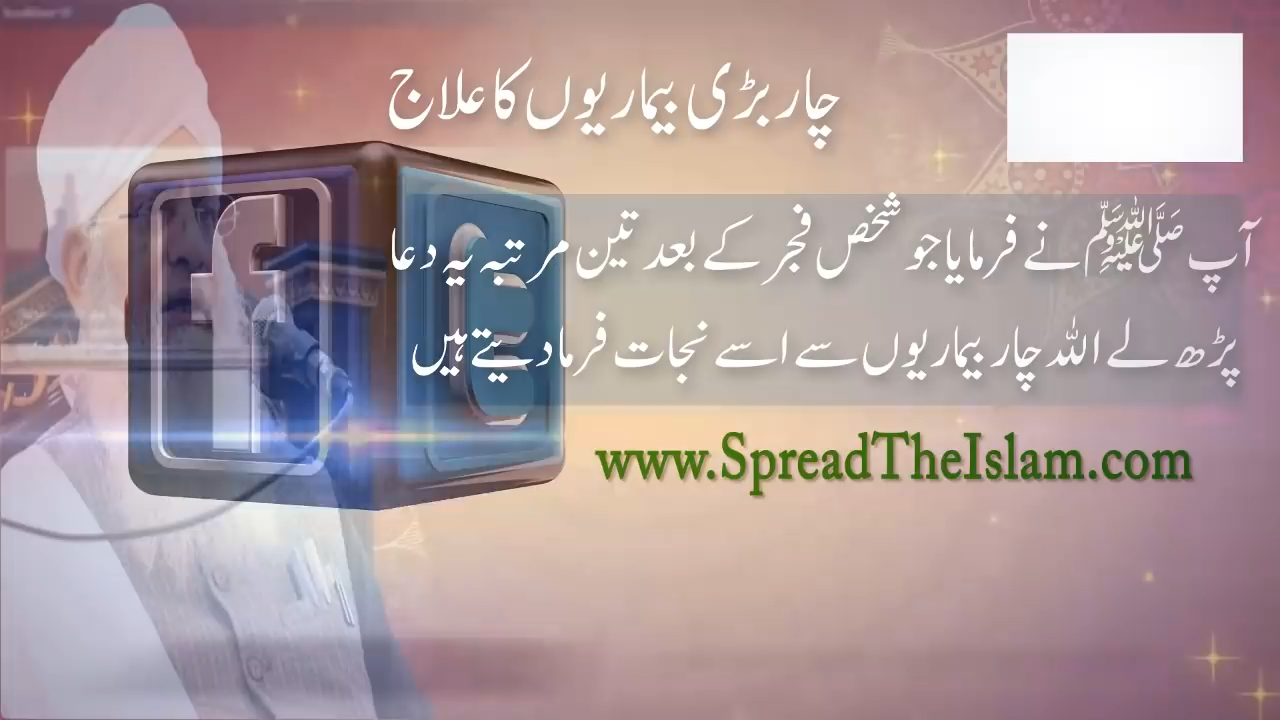 چار بڑی بیماریوں کا علاج
آپ ﷺ نے فرمایا جو شخص فجر کے بعد تین مرتبہ یہ دعا
پڑھ لے اللہ چار بیماریوں سے اسے نجات فرما دیتے ہیں
www.SpreadTheIslam.com